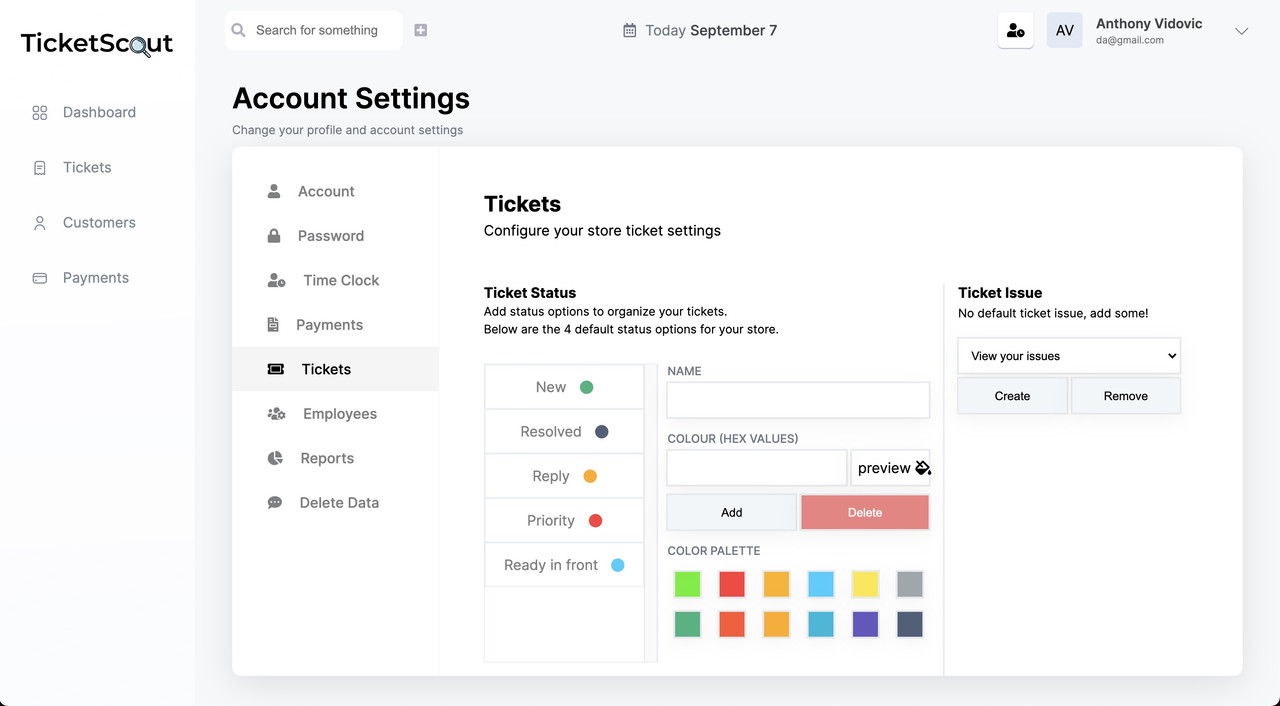 TicketScout
Search for something
Today September 7
AV
Anthony Vidovic
da@gmail.com
Dashboard
Tickets
Customers
Payments
Account Settings
Change your profile and account settings
Account
Password
Time Clock
Payments
Tickets
Employees
Reports
Delete Data
Tickets
Configure your store ticket settings
Ticket Status
Add status options to organize your tickets.
Below are the 4 default status options for your store.
New
Resolved
Reply
Priority
Ready in front
NAME
COLOUR (HEX VALUES)
preview
Add
Delete
COLOR PALETTE
Ticket Issue
No default ticket issue, add some!
View your issues
Create
Remove